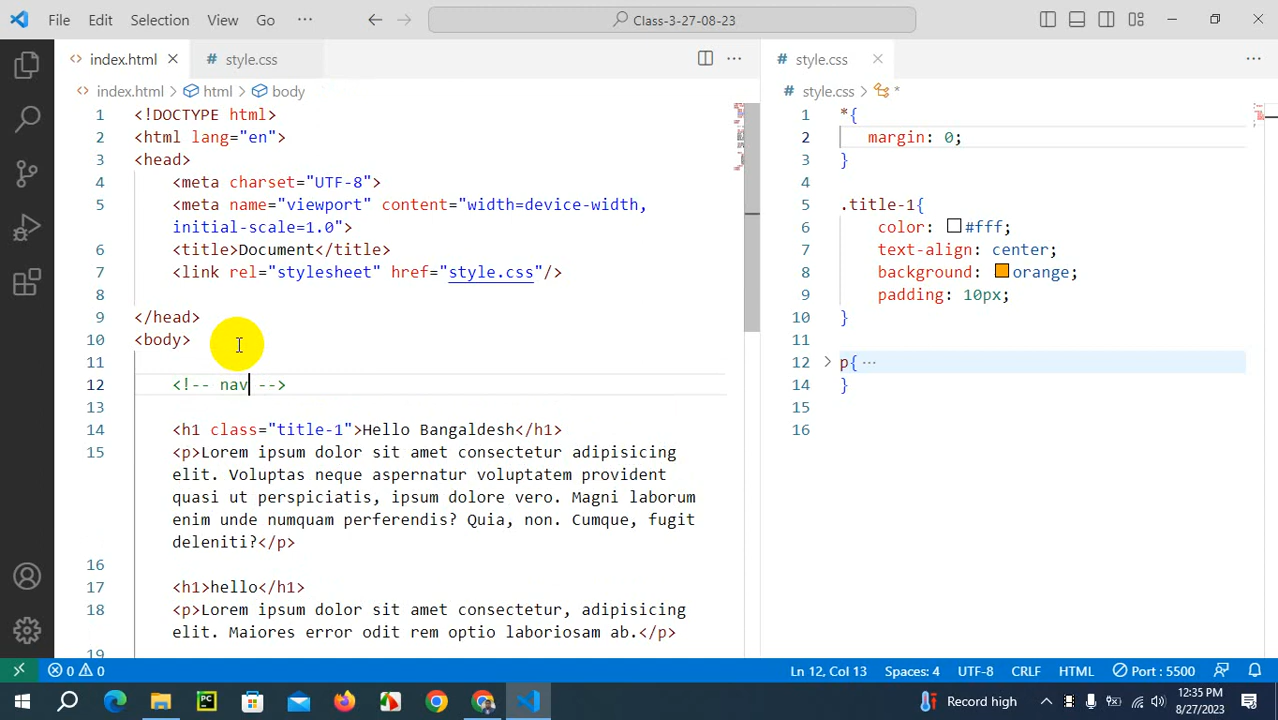 File Edit Selection View Go ··· Class-3-27-08-23
index.html style.css
index.html > html > body
1 <!DOCTYPE html>
2 <html lang="en">
3 <head>
4 <meta charset="UTF-8">
5 <meta name="viewport" content="width=device-width,
initial-scale=1.0">
6 <title>Document</title>
7 <link rel="stylesheet" href="style.css"/>
8
9 </head>
10 <body>
11
12 <!-- nav -->
13
14 <h1 class="title-1">Hello Bangaldesh</h1>
15 <p>Lorem ipsum dolor sit amet consectetur adipisicing
elit. Voluptas neque aspernatur voluptatem provident
quasi ut perspiciatis, ipsum dolore vero. Magni laborum
enim unde numquam perferendis? Quia, non. Cumque, fugit
deleniti?</p>
16
17 <h1>hello</h1>
18 <p>Lorem ipsum dolor sit amet consectetur, adipisicing
elit. Maiores error odit rem optio laboriosam ab.</p>
19
style.css
style.css > *
1 *{
2 margin: 0;
3 }
4
5 .title-1{
6 color: #fff;
7 text-align: center;
8 background: orange;
9 padding: 10px;
10 }
11
12 p{ ···
14 }
15
16
0 0 Ln 12, Col 13 Spaces: 4 UTF-8 CRLF HTML Port : 5500
PC Record high 12:35 PM
8/27/2023